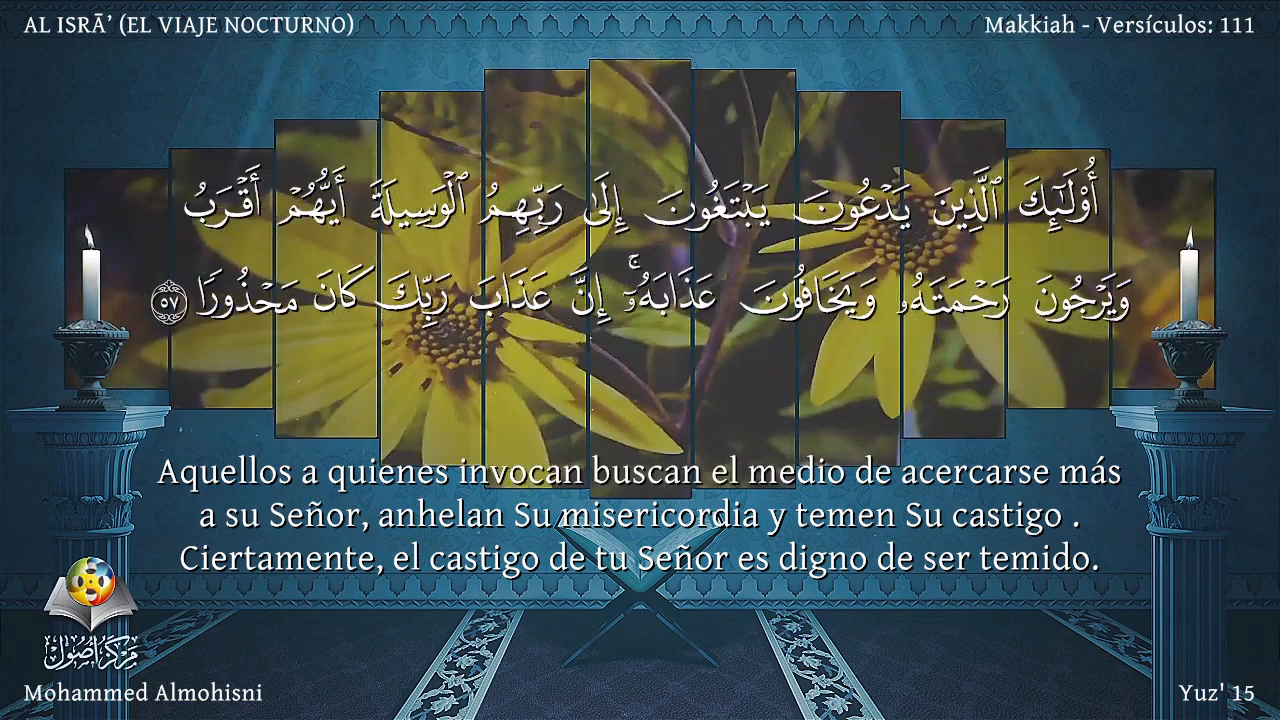 AL ISRĀ’ (EL VIAJE NOCTURNO)
Makkiah - Versículos: 111
أُوْلَـٰٓئِكَ ٱلَّذِينَ يَدۡعُونَ يَبۡتَغُونَ إِلَىٰ رَبِّهِمُ ٱلۡوَسِيلَةَ أَيُّهُمۡ أَقۡرَبُ
وَيَرۡجُونَ رَحۡمَتَهُۥ وَيَخَافُونَ عَذَابَهُۥٓۚ إِنَّ عَذَابَ رَبِّكَ كَانَ مَحۡذُورٗا ٥٧
Aquellos a quienes invocan buscan el medio de acercarse más
a su Señor, anhelan Su misericordia y temen Su castigo .
Ciertamente, el castigo de tu Señor es digno de ser temido.
مركز أصول
Mohammed Almohisni
Yuz' 15